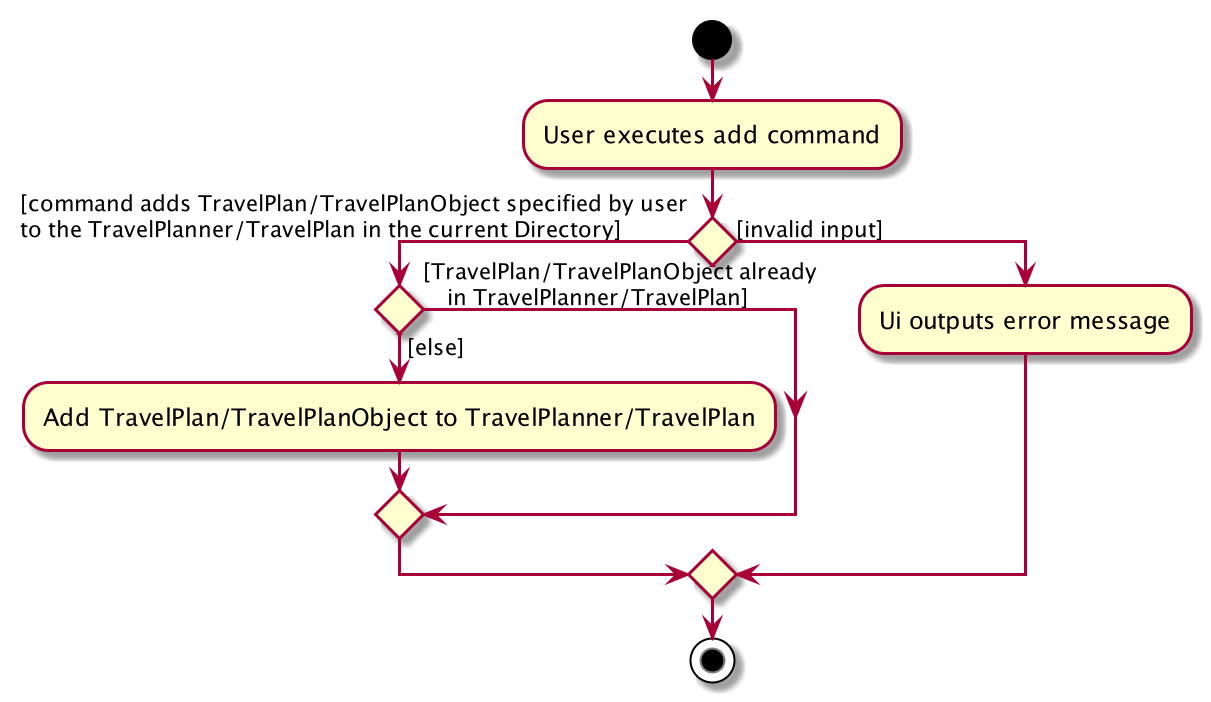 User executes add command
[command adds TravelPlan/TravelPlanObject specified by user
to the TravelPlanner/TravelPlan in the current Directory]
[invalid input]
[TravelPlan/TravelPlanObject already
in TravelPlanner/TravelPlan]
Ui outputs error message
[else]
Add TravelPlan/TravelPlanObject to TravelPlanner/TravelPlan